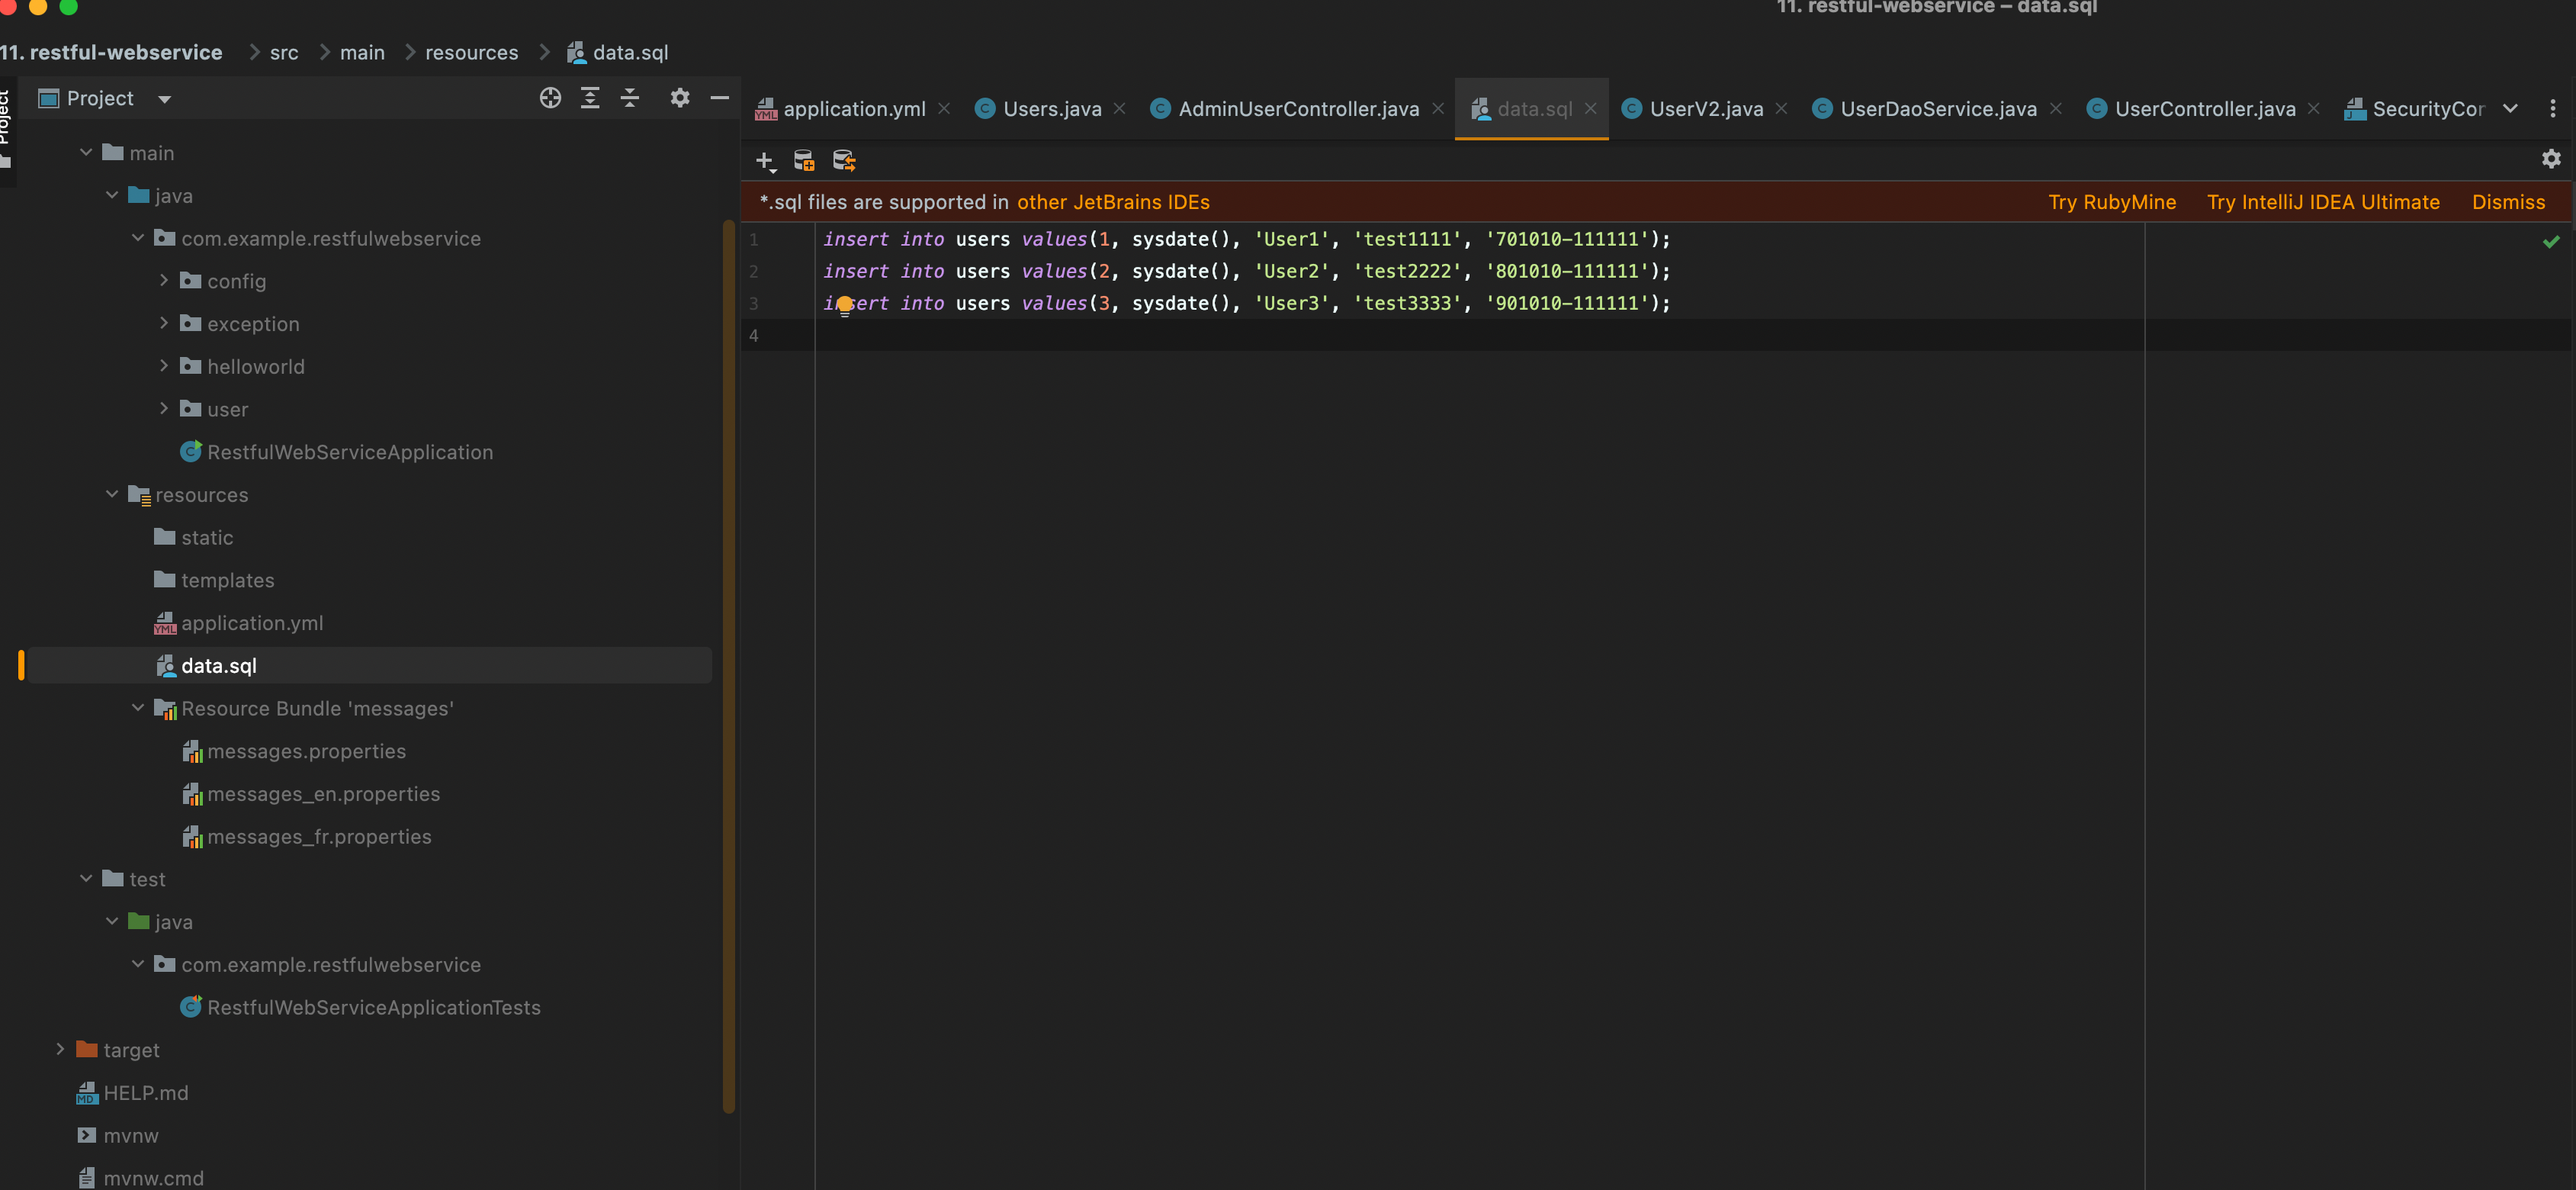 11. restful-webservice – data.sql
11. restful-webservice > src > main > resources > data.sql
Project
Project
application.yml
Users.java
AdminUserController.java
data.sql
UserV2.java
UserDaoService.java
UserController.java
SecurityCor
*.sql files are supported in other JetBrains IDEs
Try RubyMine
Try IntelliJ IDEA Ultimate
Dismiss
1 insert into users values(1, sysdate(), 'User1', 'test1111', '701010-111111');
2 insert into users values(2, sysdate(), 'User2', 'test2222', '801010-111111');
3 insert into users values(3, sysdate(), 'User3', 'test3333', '901010-111111');
4
main
java
com.example.restfulwebservice
config
exception
helloworld
user
RestfulWebServiceApplication
resources
static
templates
application.yml
data.sql
Resource Bundle 'messages'
messages.properties
messages_en.properties
messages_fr.properties
test
java
com.example.restfulwebservice
RestfulWebServiceApplicationTests
target
HELP.md
mvnw
mvnw.cmd